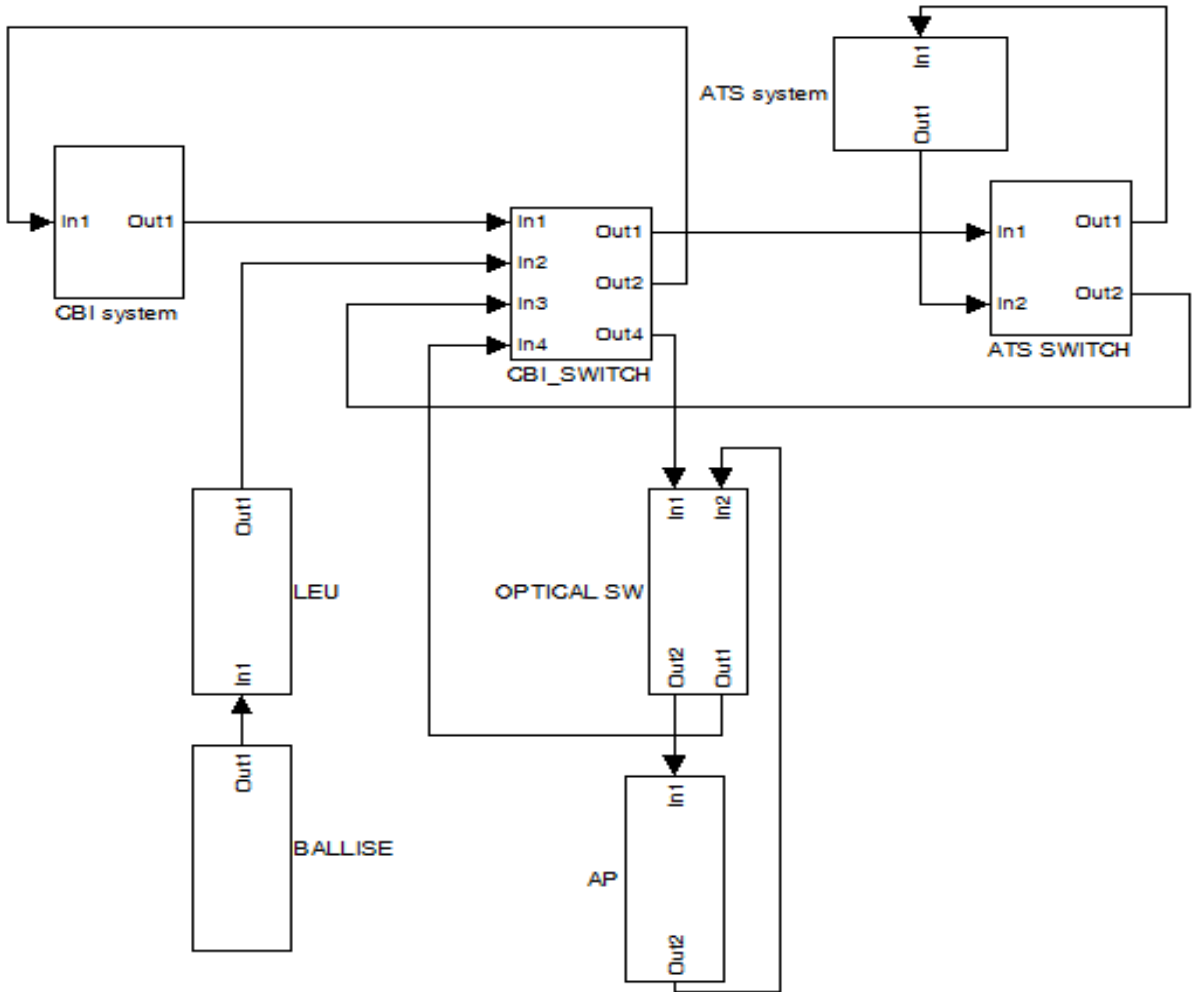 In1
ATS system
Out1
In1
Out1
CBI system
In1
In2
In3
In4
Out1
Out2
Out4
CBI_SWITCH
In1
In2
Out1
Out2
ATS SWITCH
Out1
In1
LEU
In1
In2
OPTICAL SW
Out2
Out1
Out1
BALLISE
In1
AP
Out2